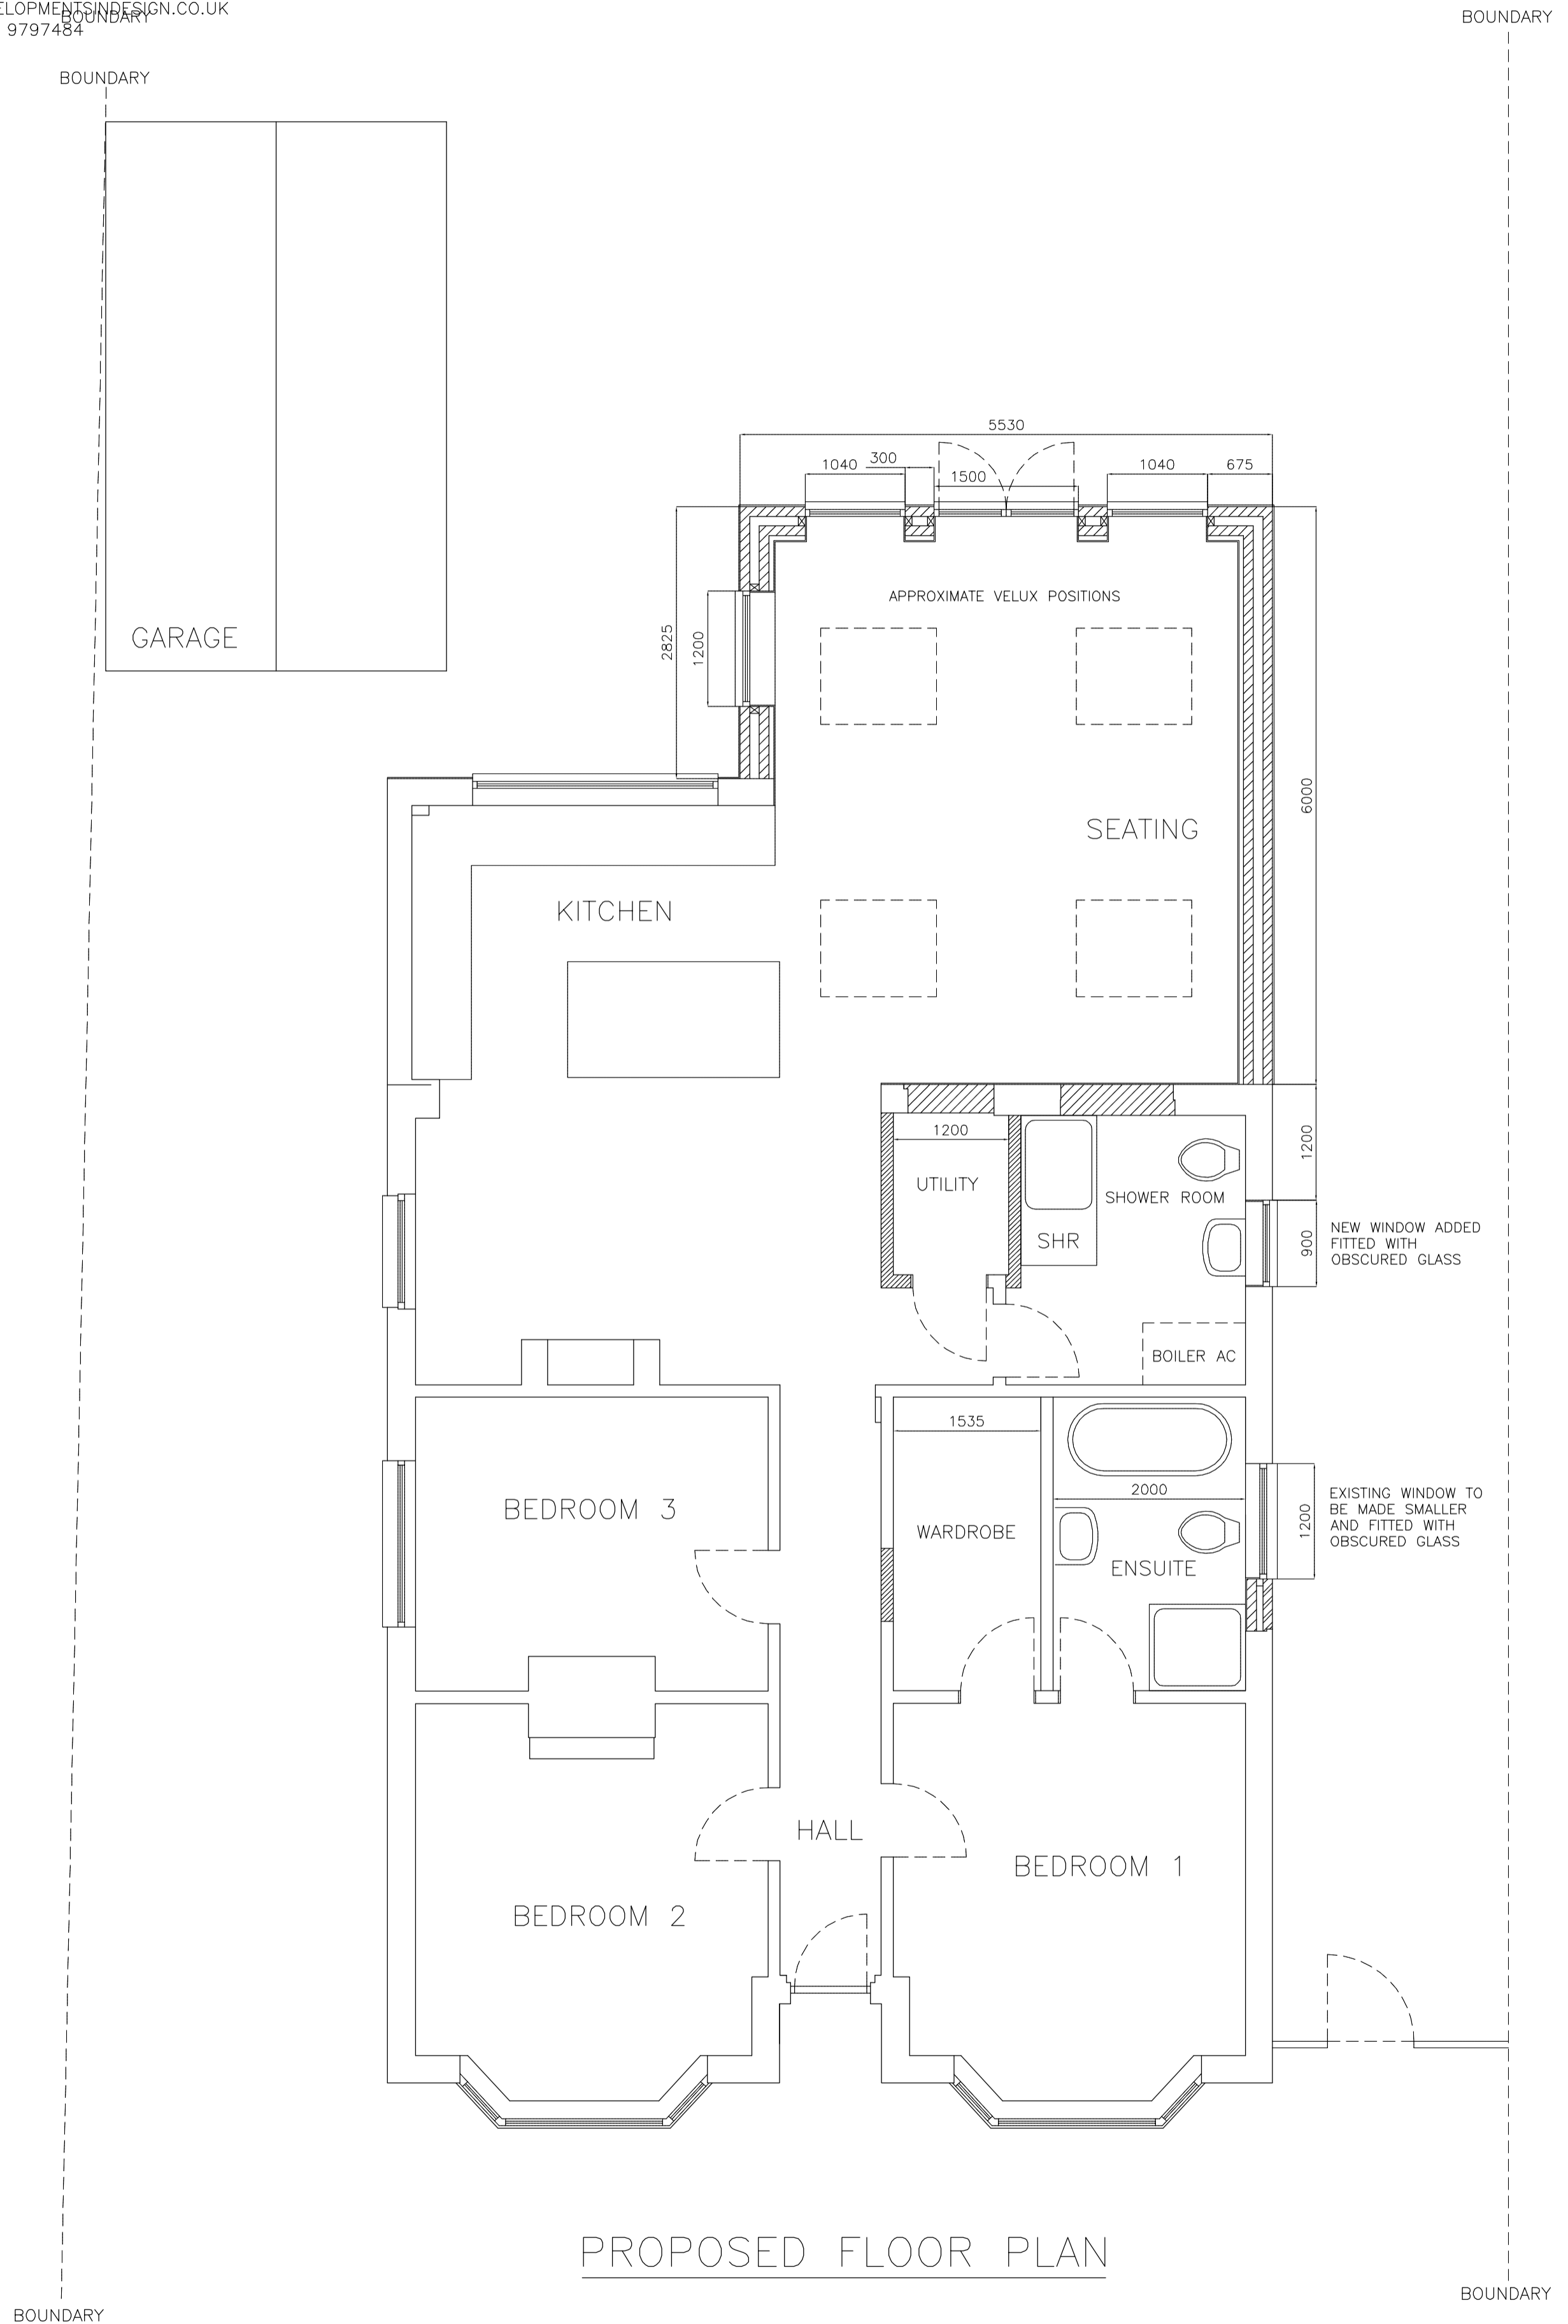 ELOPMENTSINDESIGN.CO.UK
BOUNDARY
9797484
BOUNDARY
BOUNDARY
5530
1040
300
1500
1040
675
APPROXIMATE VELUX POSITIONS
2825
1200
GARAGE
6000
SEATING
KITCHEN
1200
UTILITY
SHOWER ROOM
SHR
1200
900
NEW WINDOW ADDED
FITTED WITH
OBSCURED GLASS
BOILER AC
1535
2000
BEDROOM 3
WARDROBE
ENSUITE
1200
EXISTING WINDOW TO
BE MADE SMALLER
AND FITTED WITH
OBSCURED GLASS
HALL
BEDROOM 1
BEDROOM 2
PROPOSED FLOOR PLAN
BOUNDARY
BOUNDARY